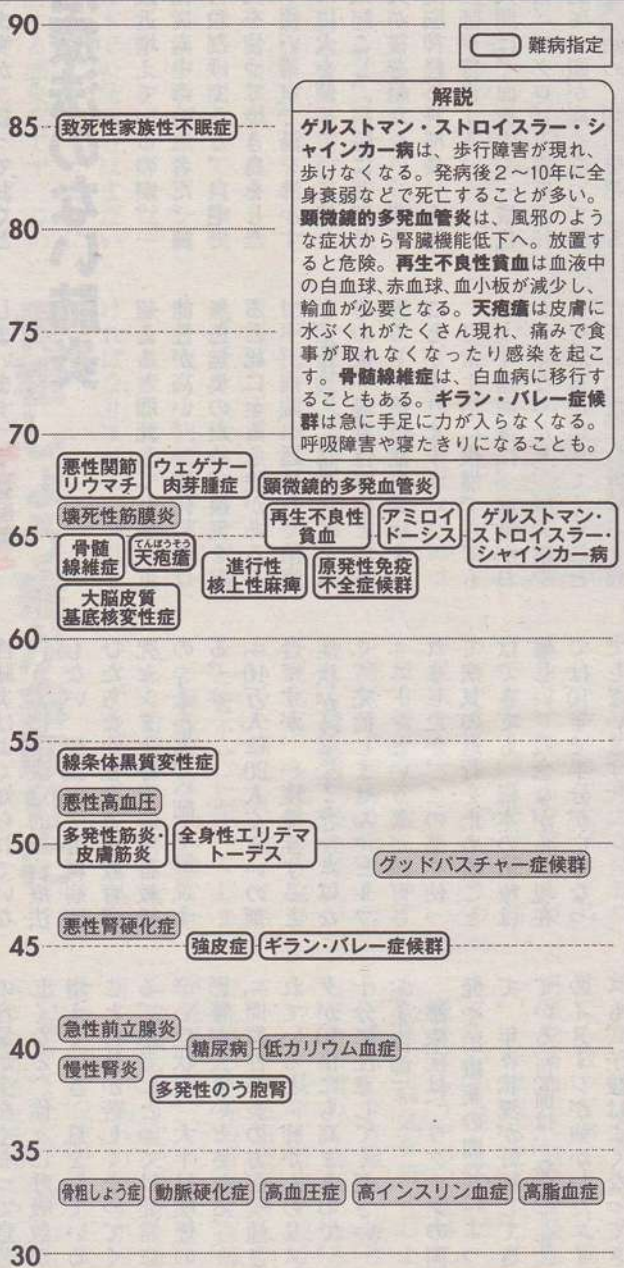 90
難病指定
解説
ゲルストマン・ストロイスラー・シ
ャインカー病は、歩行障害が現れ、
歩けなくなる。発病後2〜10年に全
身衰弱などで死亡することが多い。
顕微鏡的多発血管炎は、風邪のよう
な症状から腎臓機能低下へ。放置す
ると危険。再生不良性貧血は血液中
の白血球、赤血球、血小板が減少し、
輸血が必要となる。天疱瘡は皮膚に
水ぶくれがたくさん現れ、痛みで食
事が取れなくなったり感染を起こ
す。骨髄線維症は、白血病に移行す
ることもある。ギラン・バレー症候
群は急に手足に力が入らなくなる。
呼吸障害や寝たきりになることも。
85
致死性家族性不眠症
80
75
70
悪性関節
リウマチ
ウェゲナー
肉芽腫症
顕微鏡的多発血管炎
壊死性筋膜炎
65
再生不良性
貧血
アミロイ
ドーシス
ゲルストマン・
ストロイスラー・
シャインカー病
骨髄
線維症
てんぽうそう
天疱瘡
進行性
核上性麻痺
原発性免疫
不全症候群
大脳皮質
基底核変性症
60
55
線条体黒質変性症
悪性高血圧
50
多発性筋炎・
皮膚筋炎
全身性エリテマ
トーデス
グッドパスチャー症候群
悪性腎硬化症
45
強皮症
ギラン・バレー症候群
急性前立腺炎
40
糖尿病
低カリウム血症
慢性腎炎
多発性のう胞腎
35
骨粗しょう症
動脈硬化症
高血圧症
高インスリン血症
高脂血症
30